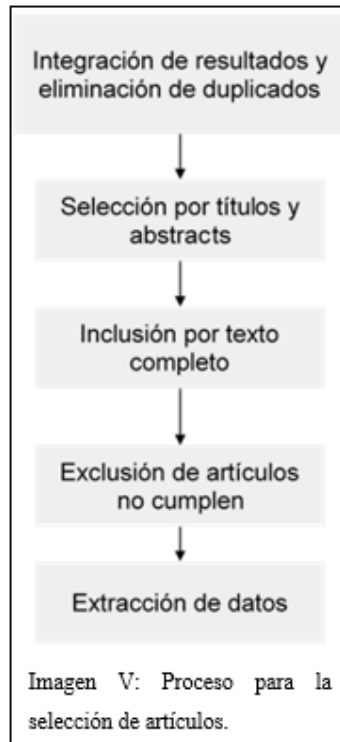 Integración de resultados y
eliminación de duplicados
Selección por títulos y
abstracts
Inclusión por texto
completo
Exclusión de artículos
no cumplen
Extracción de datos
Imagen V: Proceso para la
selección de artículos.